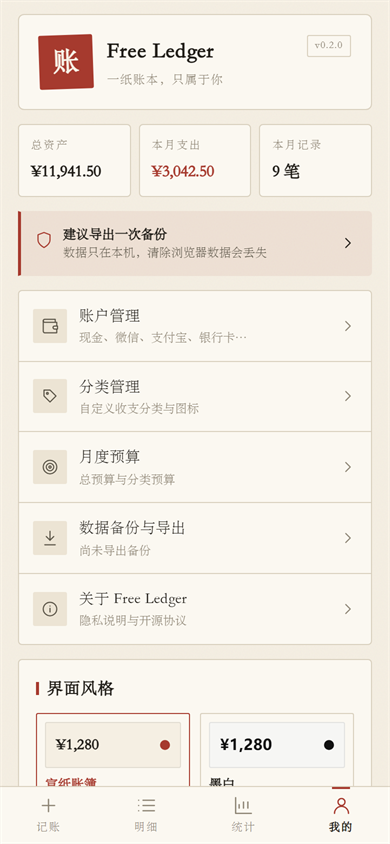 账
Free Ledger
v0.2.0
一纸账本，只属于你
总资产
本月支出
本月记录
¥11,941.50
¥3,042.50
9 笔
建议导出一次备份
数据只在本机，清除浏览器数据会丢失
账户管理
现金、微信、支付宝、银行卡…
分类管理
自定义收支分类与图标
月度预算
总预算与分类预算
数据备份与导出
尚未导出备份
关于 Free Ledger
隐私说明与开源协议
界面风格
¥1,280
¥1,280
宣纸账簿
墨白
记账
明细
统计
我的